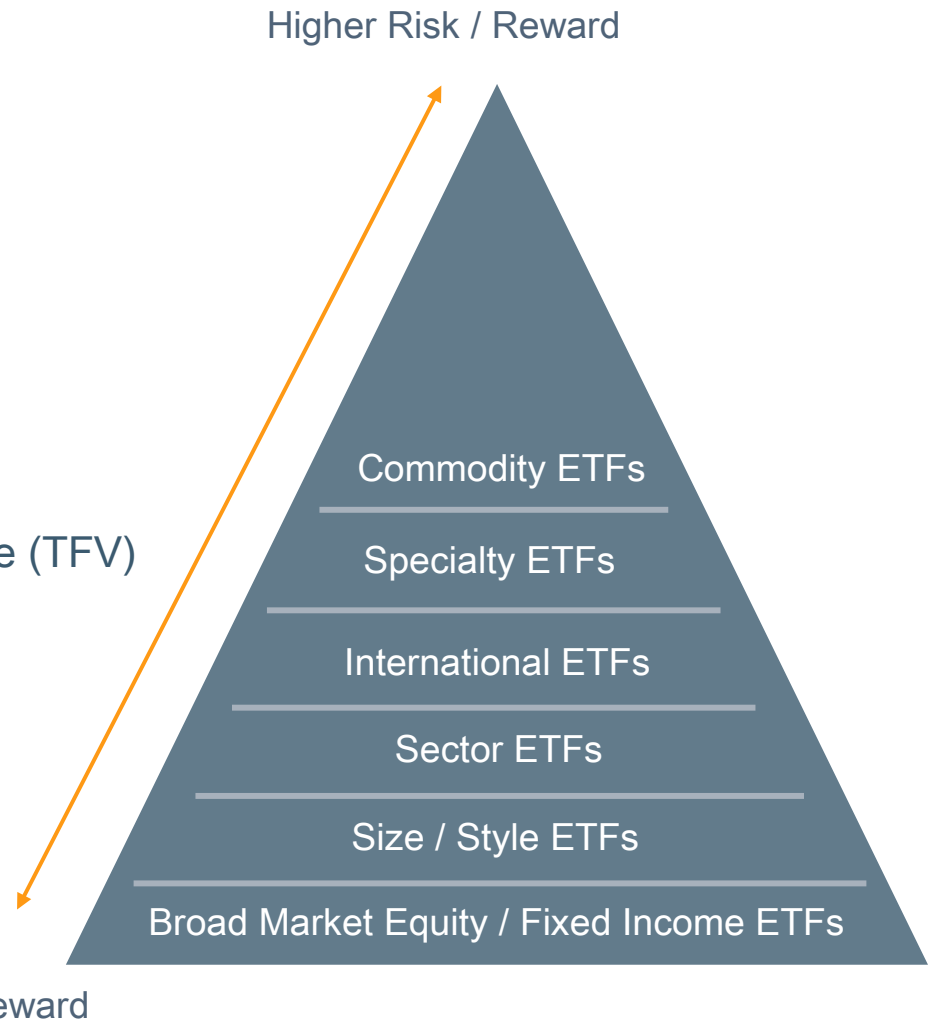 Higher Risk / Reward
Commodity ETFs
e (TFV)
Specialty ETFs
International ETFs
Sector ETFs
Size / Style ETFs
Broad Market Equity / Fixed Income ETFs
eward